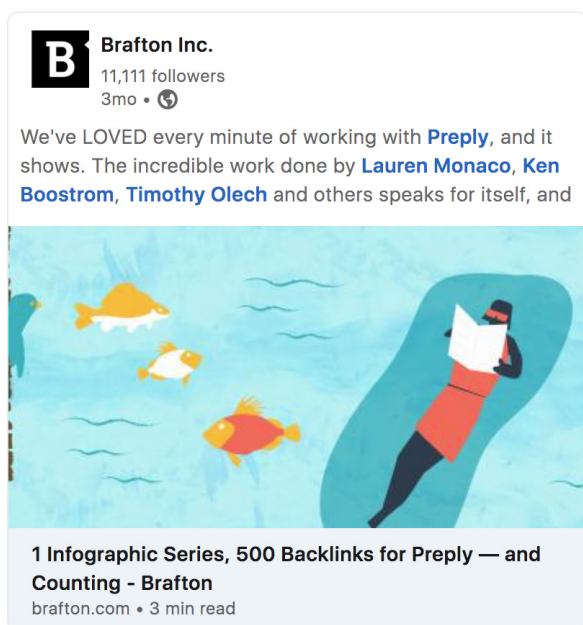 B
Brafton Inc.
11,111 followers
3mo •
We've LOVED every minute of working with Preply, and it
shows. The incredible work done by Lauren Monaco, Ken
Boostrom, Timothy Olech and others speaks for itself, and
1 Infographic Series, 500 Backlinks for Preply — and
Counting - Brafton
brafton.com • 3 min read